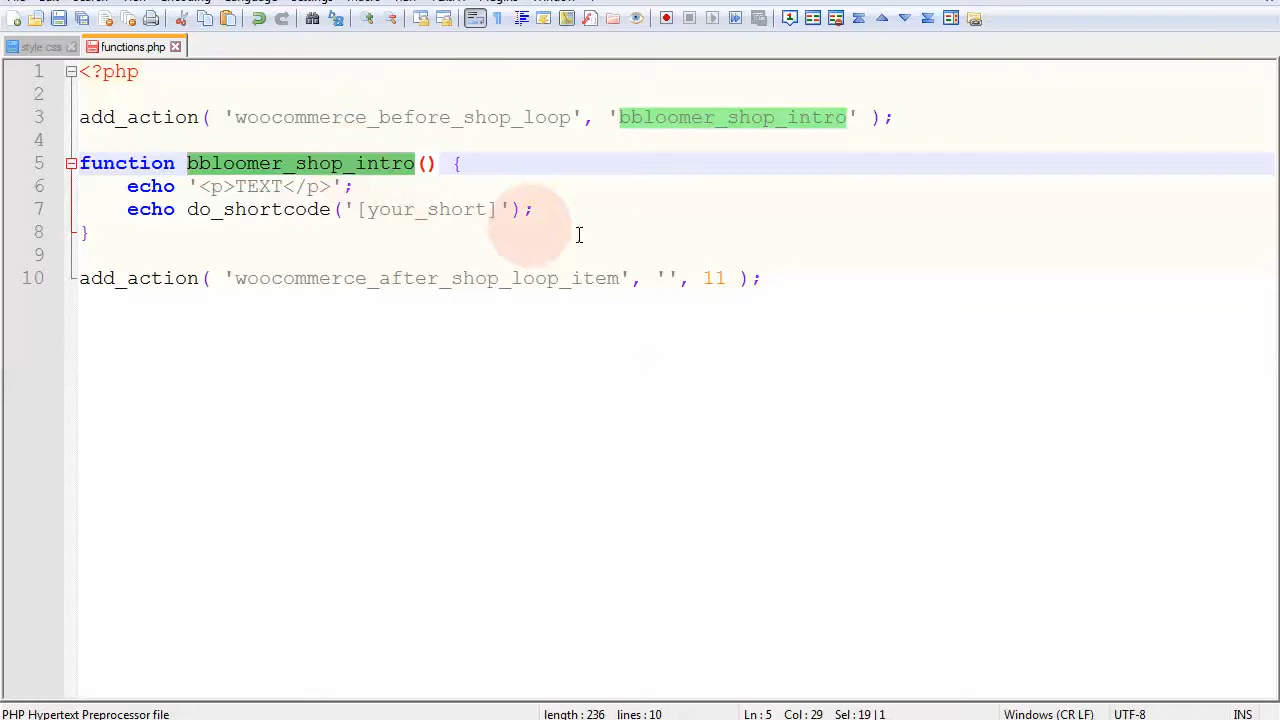 style.css
functions.php
1 <?php
2
3 add_action( 'woocommerce_before_shop_loop', 'bbloomer_shop_intro' );
4
5 function bbloomer_shop_intro() {
6 echo '<p>TEXT</p>';
7 echo do_shortcode('[your_short]');
8 }
9
10 add_action( 'woocommerce_after_shop_loop_item', '', 11 );
PHP Hypertext Preprocessor file
length : 236 lines : 10
Ln : 5 Col : 29 Sel : 19 | 1
Windows (CR LF)
UTF-8
INS